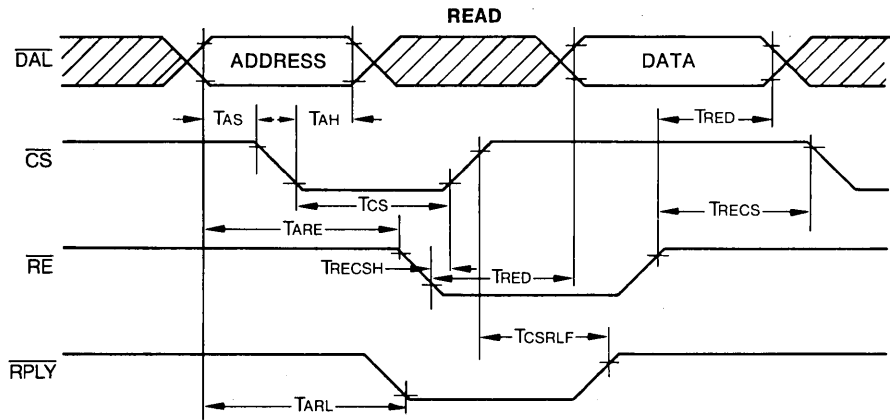 READ
DAL ADDRESS DATA
TAS TAH TRED
CS
TCS TRECS
TARE
RE TRECSH TRED
TCSRLF
RPLY
TARL